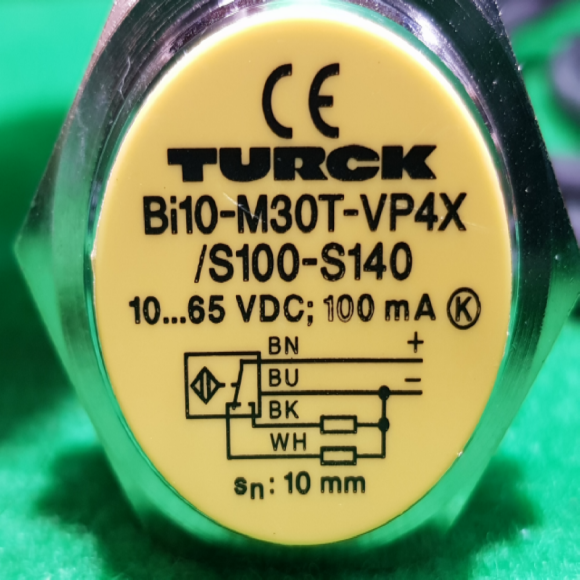 CE
TURCK
Bi10-M30T-VP4X
/S100-S140
10...65 VDC; 100 mA K
BN +
BU -
BK
WH
sn: 10 mm